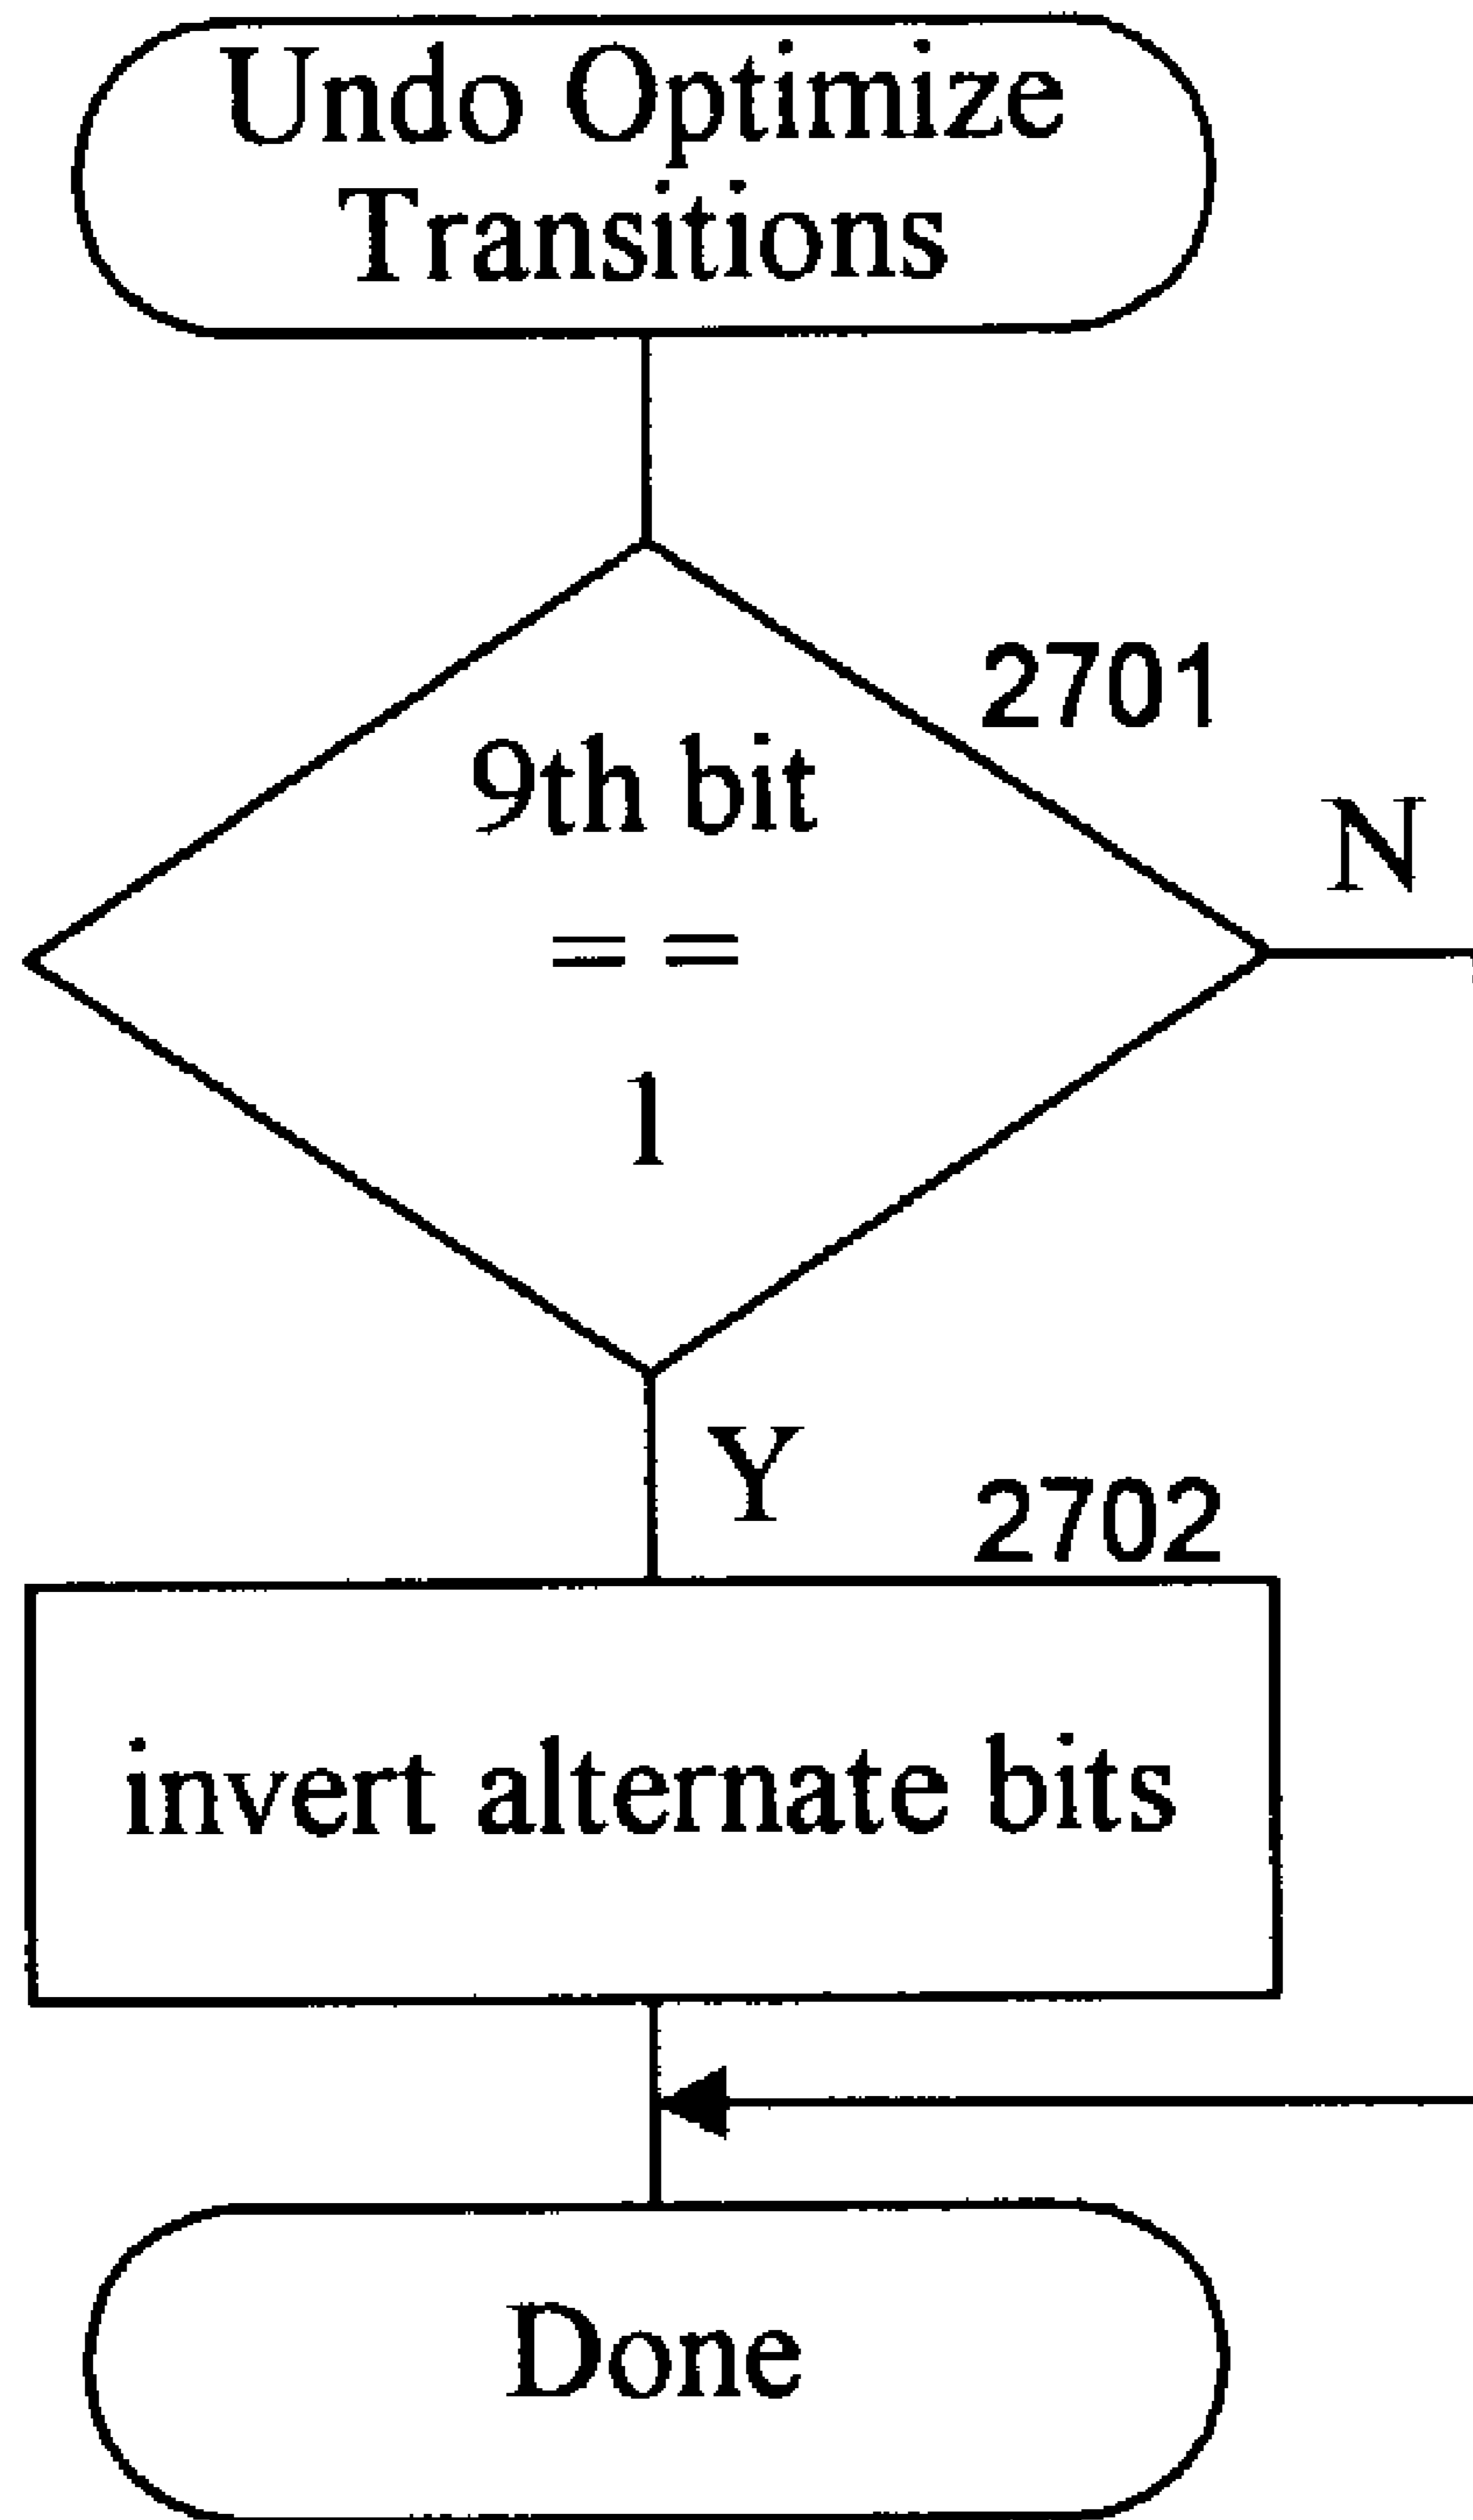 Undo Optimize
Transitions
2701
9th bit
N
==
1
Y
2702
invert alternate bits
Done